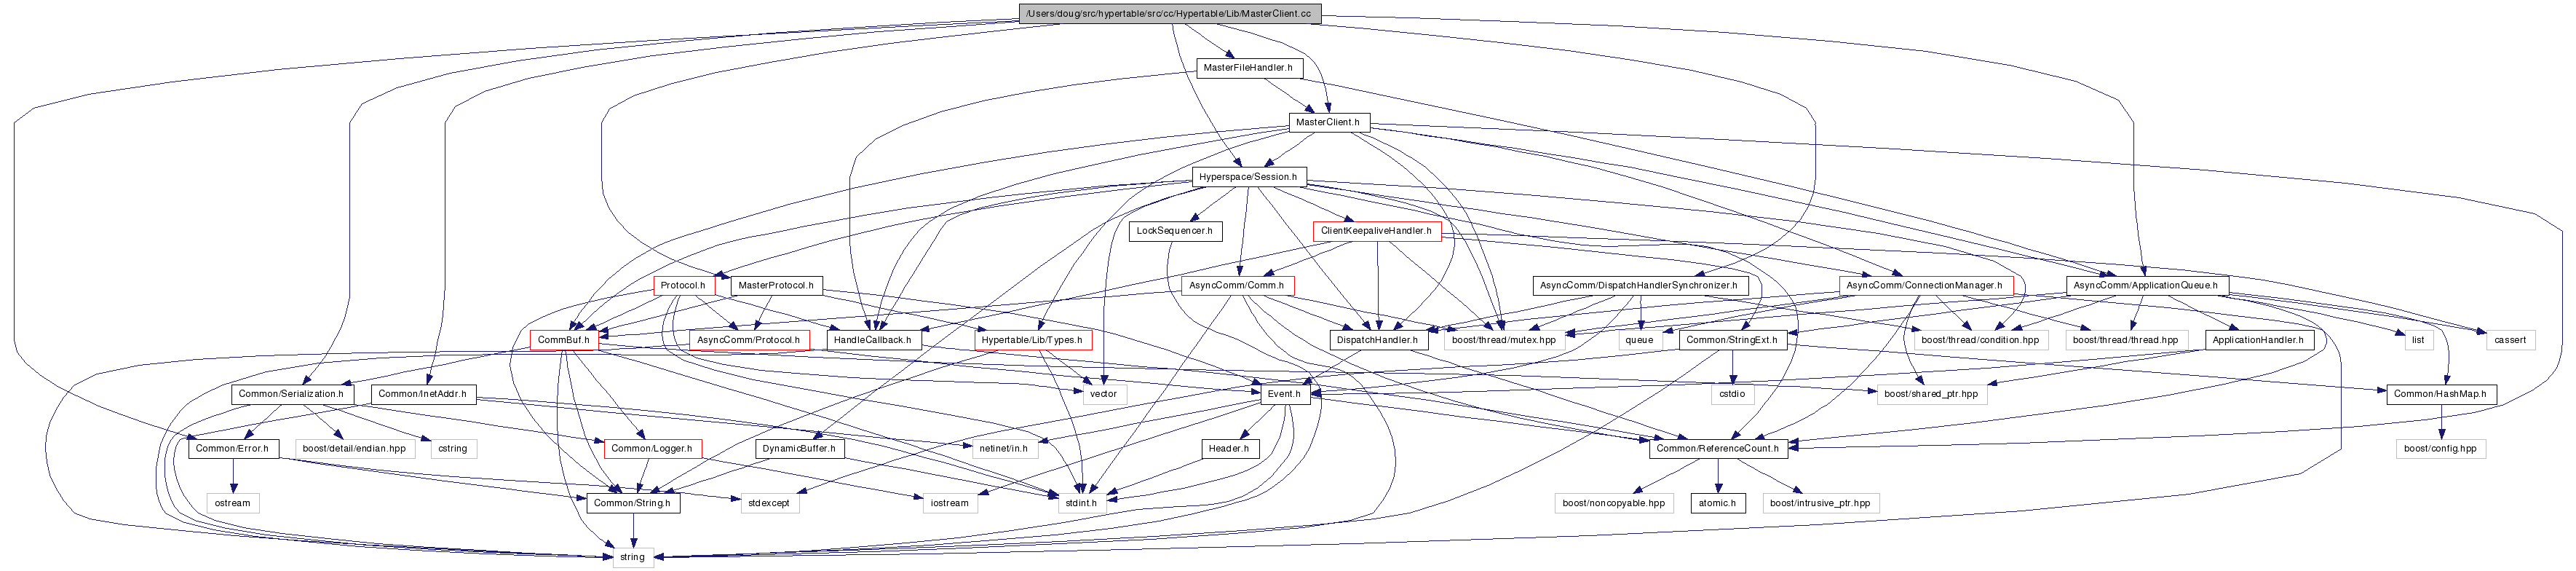 /Users/doug/src/hypertable/src/cc/Hypertable/Lib/MasterClient.cc
MasterFileHandler.h
MasterClient.h
Hyperspace/Session.h
LockSequencer.h
ClientKeepaliveHandler.h
Protocol.h
MasterProtocol.h
AsyncComm/Comm.h
AsyncComm/DispatchHandlerSynchronizer.h
AsyncComm/ConnectionManager.h
AsyncComm/ApplicationQueue.h
CommBuf.h
AsyncComm/Protocol.h
HandleCallback.h
Hypertable/Lib/Types.h
DispatchHandler.h
boost/thread/mutex.hpp
queue
Common/StringExt.h
boost/thread/condition.hpp
boost/thread/thread.hpp
ApplicationHandler.h
list
cassert
Common/Serialization.h
Common/InetAddr.h
vector
Event.h
cstdio
boost/shared_ptr.hpp
Common/HashMap.h
Common/Error.h
boost/detail/endian.hpp
cstring
Common/Logger.h
DynamicBuffer.h
netinet/in.h
Header.h
Common/ReferenceCount.h
boost/config.hpp
ostream
Common/String.h
stdexcept
iostream
stdint.h
boost/noncopyable.hpp
atomic.h
boost/intrusive_ptr.hpp
string